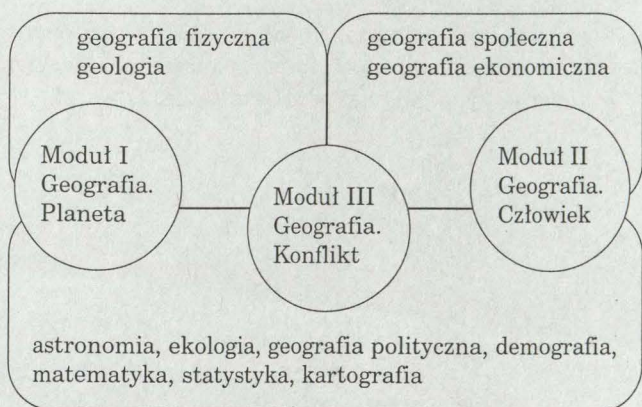 geografia fizyczna
geologia
geografia społeczna
geografia ekonomiczna
Moduł I
Geografia.
Planeta
Moduł III
Geografia.
Konflikt
Moduł II
Geografia.
Człowiek
astronomia, ekologia, geografia polityczna, demografia,
matematyka, statystyka, kartografia